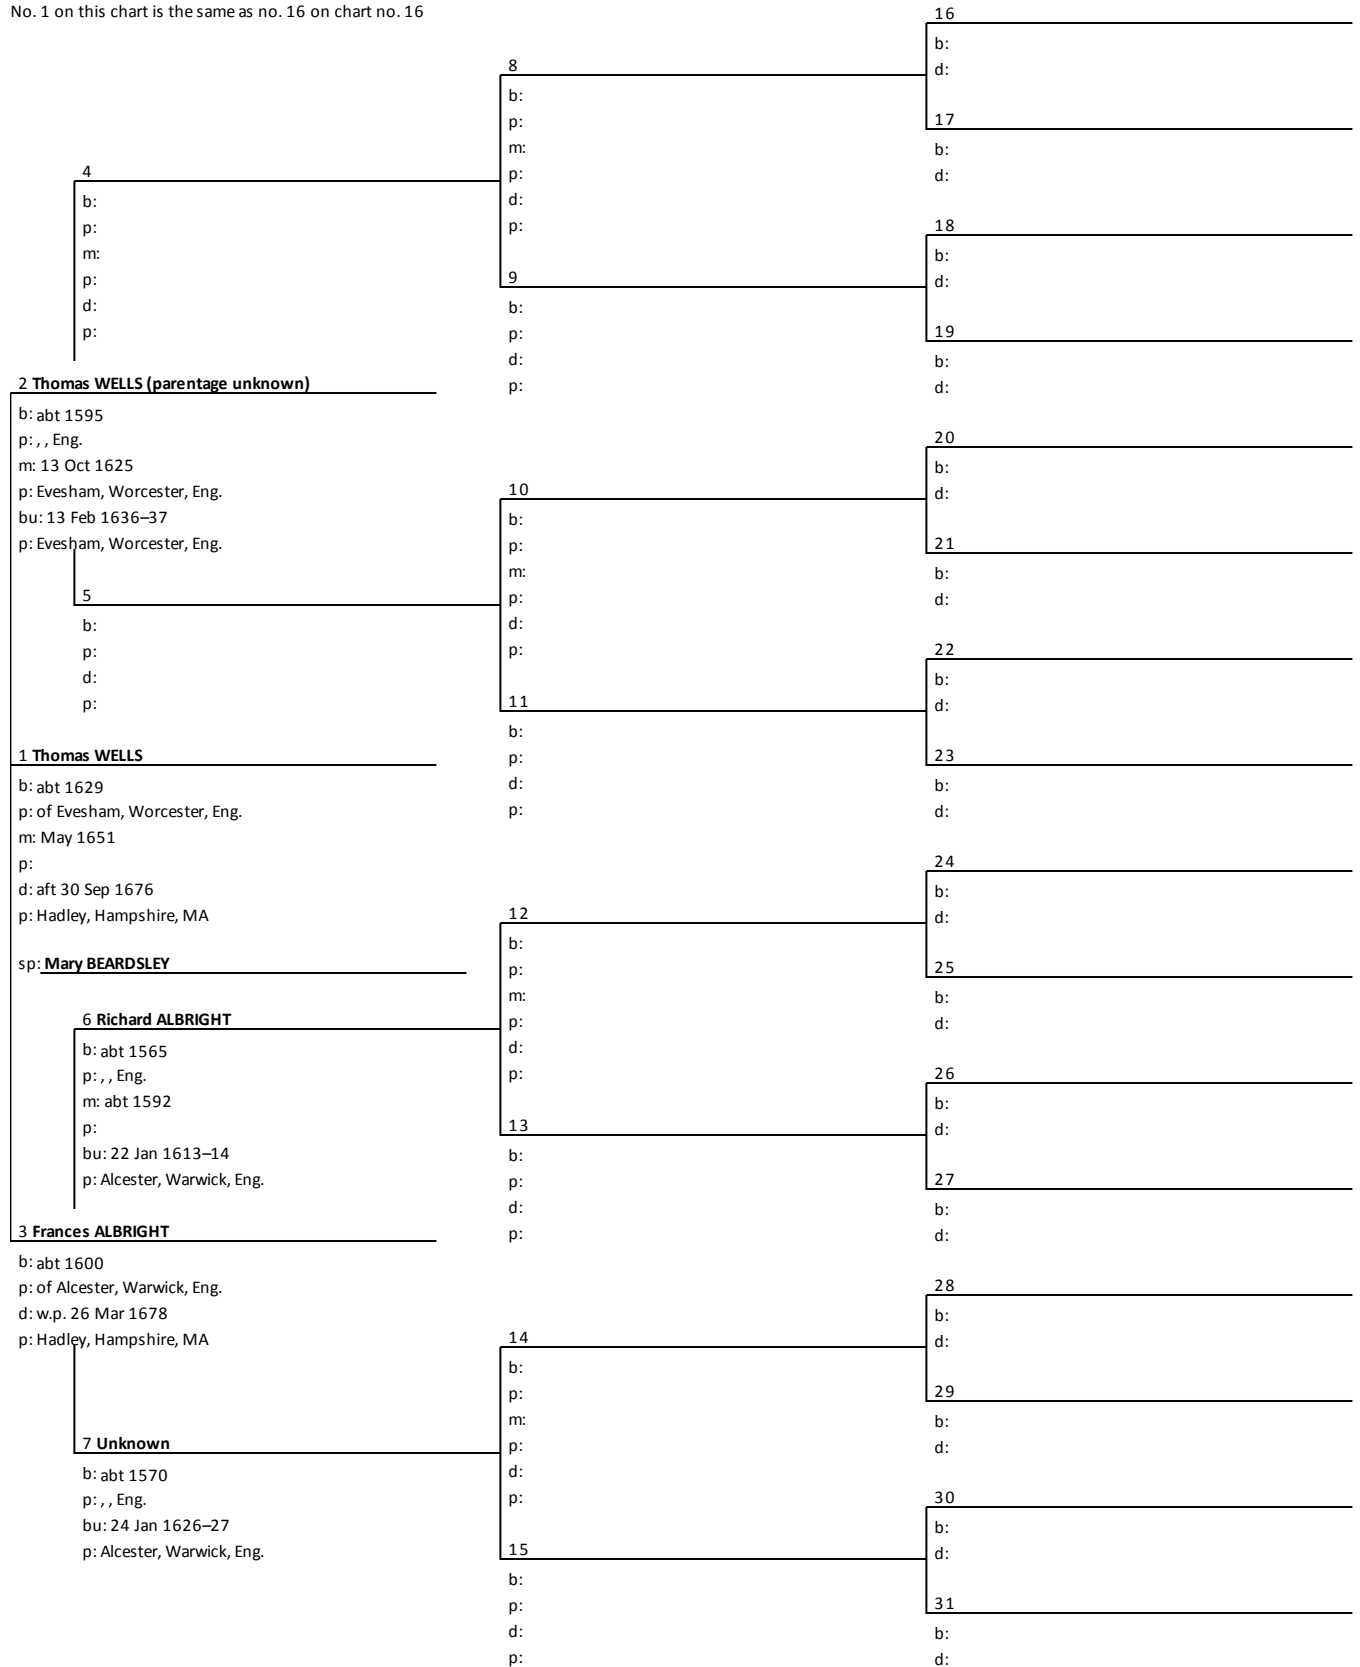 No. 1 on this chart is the same as no. 16 on chart no. 16
16
b:
d:
8
b:
p:
m:
p:
d:
p:
17
b:
d:
4
b:
p:
m:
p:
d:
p:
18
b:
d:
9
b:
p:
d:
p:
19
b:
d:
2 Thomas WELLS (parentage unknown)
b: abt 1595
p: , , Eng.
m: 13 Oct 1625
p: Evesham, Worcester, Eng.
bu: 13 Feb 1636–37
p: Evesham, Worcester, Eng.
20
b:
d:
10
b:
p:
m:
p:
d:
p:
21
b:
d:
5
b:
p:
d:
p:
22
b:
d:
11
b:
p:
d:
p:
23
b:
d:
1 Thomas WELLS
b: abt 1629
p: of Evesham, Worcester, Eng.
m: May 1651
p:
d: aft 30 Sep 1676
p: Hadley, Hampshire, MA
sp: Mary BEARDSLEY
24
b:
d:
12
b:
p:
m:
p:
d:
p:
25
b:
d:
6 Richard ALBRIGHT
b: abt 1565
p: , , Eng.
m: abt 1592
p:
bu: 22 Jan 1613–14
p: Alcester, Warwick, Eng.
26
b:
d:
13
b:
p:
d:
p:
27
b:
d:
3 Frances ALBRIGHT
b: abt 1600
p: of Alcester, Warwick, Eng.
d: w.p. 26 Mar 1678
p: Hadley, Hampshire, MA
28
b:
d:
14
b:
p:
m:
p:
d:
p:
29
b:
d:
7 Unknown
b: abt 1570
p: , , Eng.
bu: 24 Jan 1626–27
p: Alcester, Warwick, Eng.
30
b:
d:
15
b:
p:
d:
p:
31
b:
d: